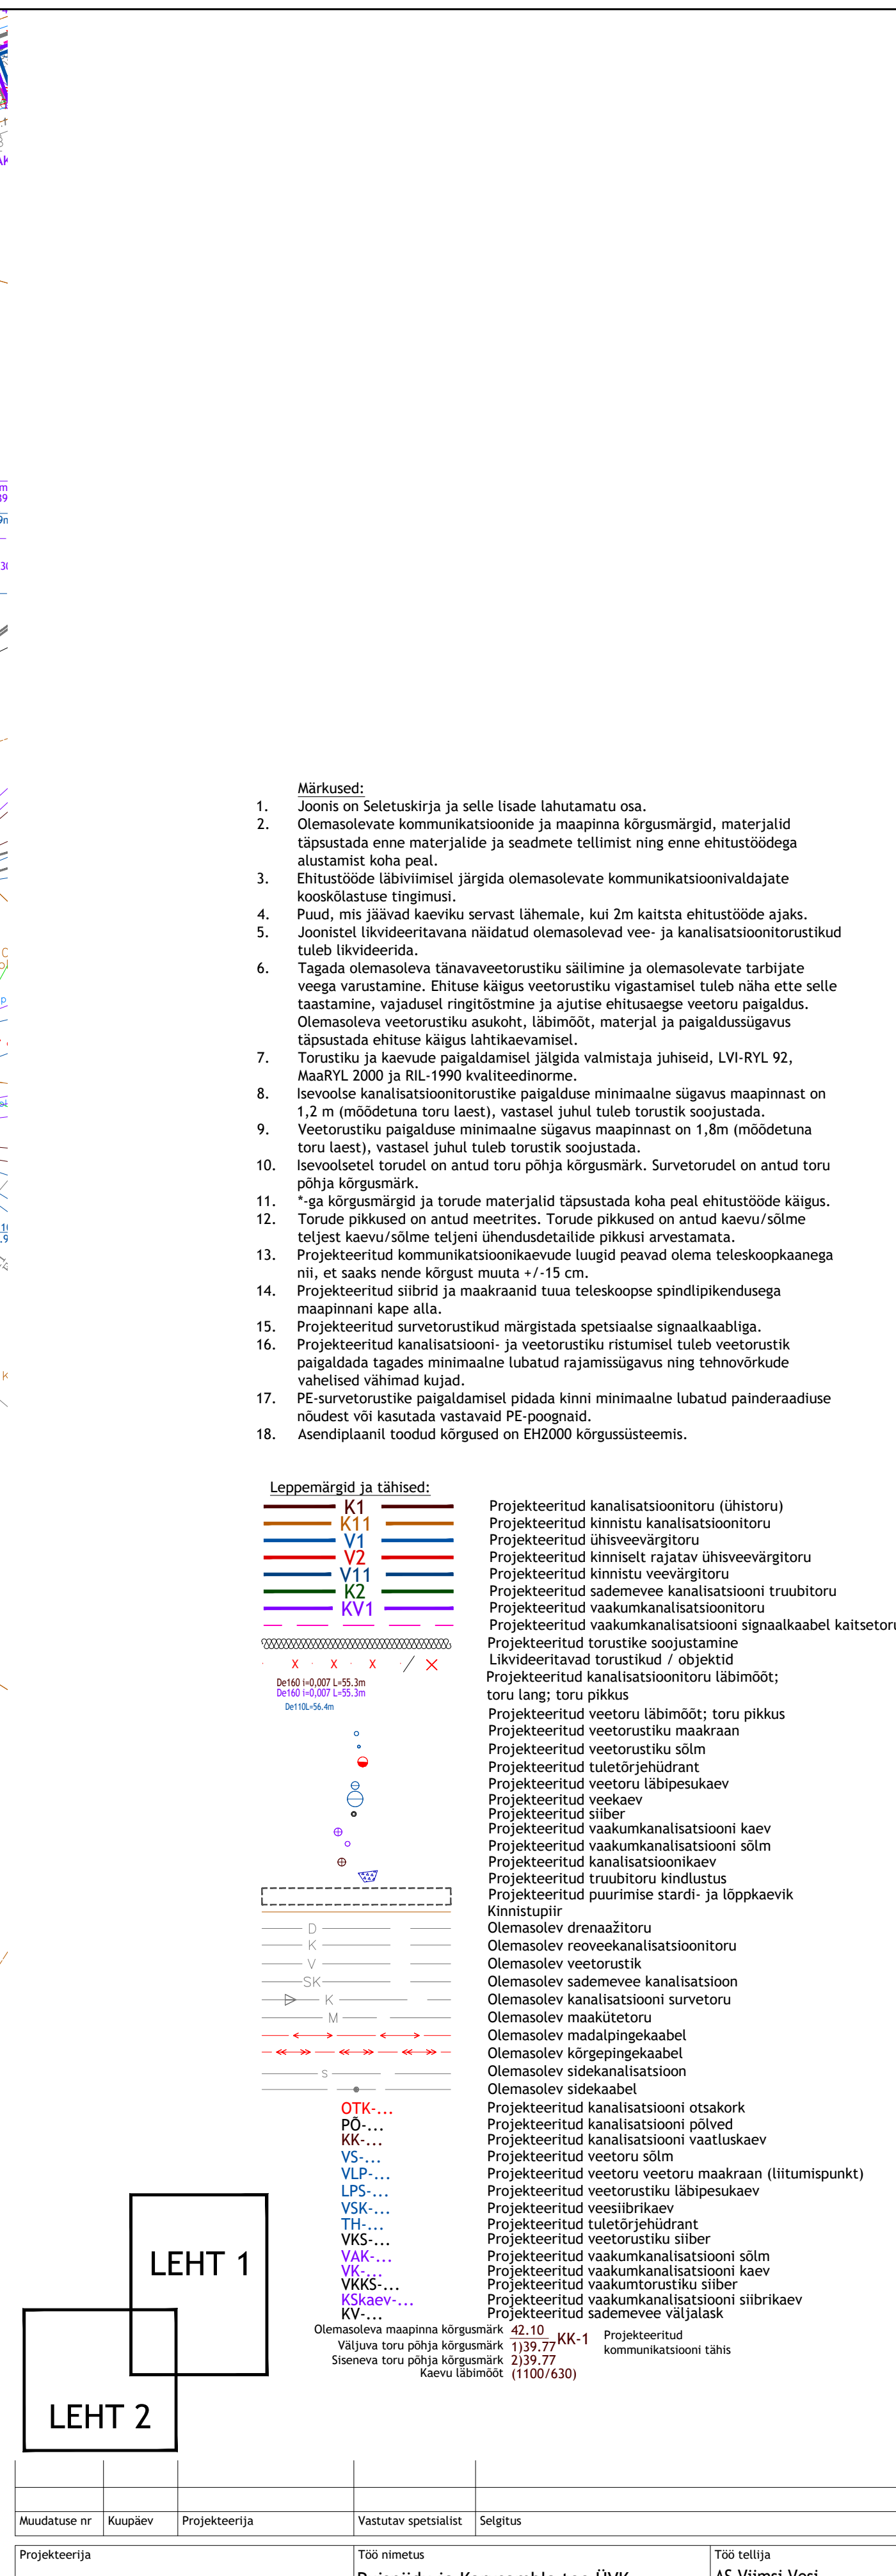 Märkused:
1. Joonis on Seletuskirja ja selle lisade lahutamatu osa.
2. Olemasolevate kommunikatsioonide ja maapinna kõrgusmärgid, materjalid
täpsustada enne materjalide ja seadmete tellimist ning enne ehitustöödega
alustamist koha peal.
3. Ehitustööde läbiviimisel järgida olemasolevate kommunikatsioonivaldajate
kooskõlastuse tingimusi.
4. Puud, mis jäävad kaeviku servast lähemale, kui 2m kaitsta ehitustööde ajaks.
5. Joonistel likvideeritavana näidatud olemasolevad vee- ja kanalisatsioonitorustikud
tuleb likvideerida.
6. Tagada olemasoleva tänavaveetorustiku säilimine ja olemasolevate tarbijate
veega varustamine. Ehituse käigus veetorustiku vigastamisel tuleb näha ette selle
taastamine, vajadusel ringitõstmine ja ajutise ehitusaegse veetoru paigaldus.
Olemasoleva veetorustiku asukoht, läbimõõt, materjal ja paigaldussügavus
täpsustada ehituse käigus lahtikaevamisel.
7. Torustiku ja kaevude paigaldamisel jälgida valmistaja juhiseid, LVI-RYL 92,
MaaRYL 2000 ja RIL-1990 kvaliteedinorme.
8. Isevoolse kanalisatsioonitorustike paigalduse minimaalne sügavus maapinnast on
1,2 m (mõõdetuna toru laest), vastasel juhul tuleb torustik soojustada.
9. Veetorustiku paigalduse minimaalne sügavus maapinnast on 1,8m (mõõdetuna
toru laest), vastasel juhul tuleb torustik soojustada.
10. Isevoolsetel torudel on antud toru põhja kõrgusmärk. Survetorudel on antud toru
põhja kõrgusmärk.
11. *-ga kõrgusmärgid ja torude materjalid täpsustada koha peal ehitustööde käigus.
12. Torude pikkused on antud meetrites. Torude pikkused on antud kaevu/sõlme
teljest kaevu/sõlme teljeni ühendusdetailide pikkusi arvestamata.
13. Projekteeritud kommunikatsioonikaevude luugid peavad olema teleskoopkaanega
nii, et saaks nende kõrgust muuta +/-15 cm.
14. Projekteeritud siibrid ja maakraanid tuua teleskoopse spindlipikendusega
maapinnani kape alla.
15. Projekteeritud survetorustikud märgistada spetsiaalse signaalkaabliga.
16. Projekteeritud kanalisatsiooni- ja veetorustiku ristumisel tuleb veetorustik
paigaldada tagades minimaalne lubatud rajamissügavus ning tehnovõrkude
vahelised vähimad kujad.
17. PE-survetorustike paigaldamisel pidada kinni minimaalne lubatud painderaadiuse
nõudest või kasutada vastavaid PE-poognaid.
18. Asendiplaanil toodud kõrgused on EH2000 kõrgussüsteemis.
Leppemärgid ja tähised:
K1 Projekteeritud kanalisatsioonitoru (ühistoru)
K11 Projekteeritud kinnistu kanalisatsioonitoru
V1 Projekteeritud ühisveevärgitoru
V2 Projekteeritud kinniselt rajatav ühisveevärgitoru
V11 Projekteeritud kinnistu veevärgitoru
K2 Projekteeritud sademevee kanalisatsiooni truubitoru
KV1 Projekteeritud vaakumkanalisatsioonitoru
Projekteeritud vaakumkanalisatsiooni signaalkaabel kaitsetoru
Projekteeritud torustike soojustamine
X X X Likvideeritavad torustikud / objektid
De160 i=0,007 L=55.3m Projekteeritud kanalisatsioonitoru läbimõõt;
De160 i=0,007 L=55.3m toru lang; toru pikkus
De110L=56.4m Projekteeritud veetoru läbimõõt; toru pikkus
Projekteeritud veetorustiku maakraan
Projekteeritud veetorustiku sõlm
Projekteeritud tuletõrjehüdrant
Projekteeritud veetoru läbipesukaev
Projekteeritud veekaev
Projekteeritud siiber
Projekteeritud vaakumkanalisatsiooni kaev
Projekteeritud vaakumkanalisatsiooni sõlm
Projekteeritud kanalisatsioonikaev
Projekteeritud truubitoru kindlustus
Projekteeritud puurimise stardi- ja lõppkaevik
Kinnistupiir
D Olemasolev drenaažitoru
K Olemasolev reoveekanalisatsioonitoru
V Olemasolev veetorustik
SK Olemasolev sademevee kanalisatsioon
K Olemasolev kanalisatsiooni survetoru
M Olemasolev maakütetoru
Olemasolev madalpingekaabel
Olemasolev kõrgepingekaabel
S Olemasolev sidekanalisatsioon
Olemasolev sidekaabel
OTK-... Projekteeritud kanalisatsiooni otsakork
PÕ-... Projekteeritud kanalisatsiooni põlved
KK-... Projekteeritud kanalisatsiooni vaatluskaev
VS-... Projekteeritud veetoru sõlm
VLP-... Projekteeritud veetoru veetoru maakraan (liitumispunkt)
LPS-... Projekteeritud veetorustiku läbipesukaev
VSK-... Projekteeritud veesiibrikaev
TH-... Projekteeritud tuletõrjehüdrant
VKS-... Projekteeritud veetorustiku siiber
VAK-... Projekteeritud vaakumkanalisatsiooni sõlm
VK-... Projekteeritud vaakumkanalisatsiooni kaev
VKKS-... Projekteeritud vaakumtorustiku siiber
KSkaev-... Projekteeritud vaakumkanalisatsiooni siibrikaev
KV-... Projekteeritud sademevee väljalask
Olemasoleva maapinna kõrgusmärk 42.10
Väljuva toru põhja kõrgusmärk 1)39.77 KK-1 Projekteeritud
kommunikatsiooni tähis
Siseneva toru põhja kõrgusmärk 2)39.77
Kaevu läbimõõt (1100/630)
LEHT 1
LEHT 2
Muudatuse nr Kuupäev Projekteerija Vastutav spetsialist Selgitus
Projekteerija Töö nimetus Töö tellija
AS Viimsi Vesi